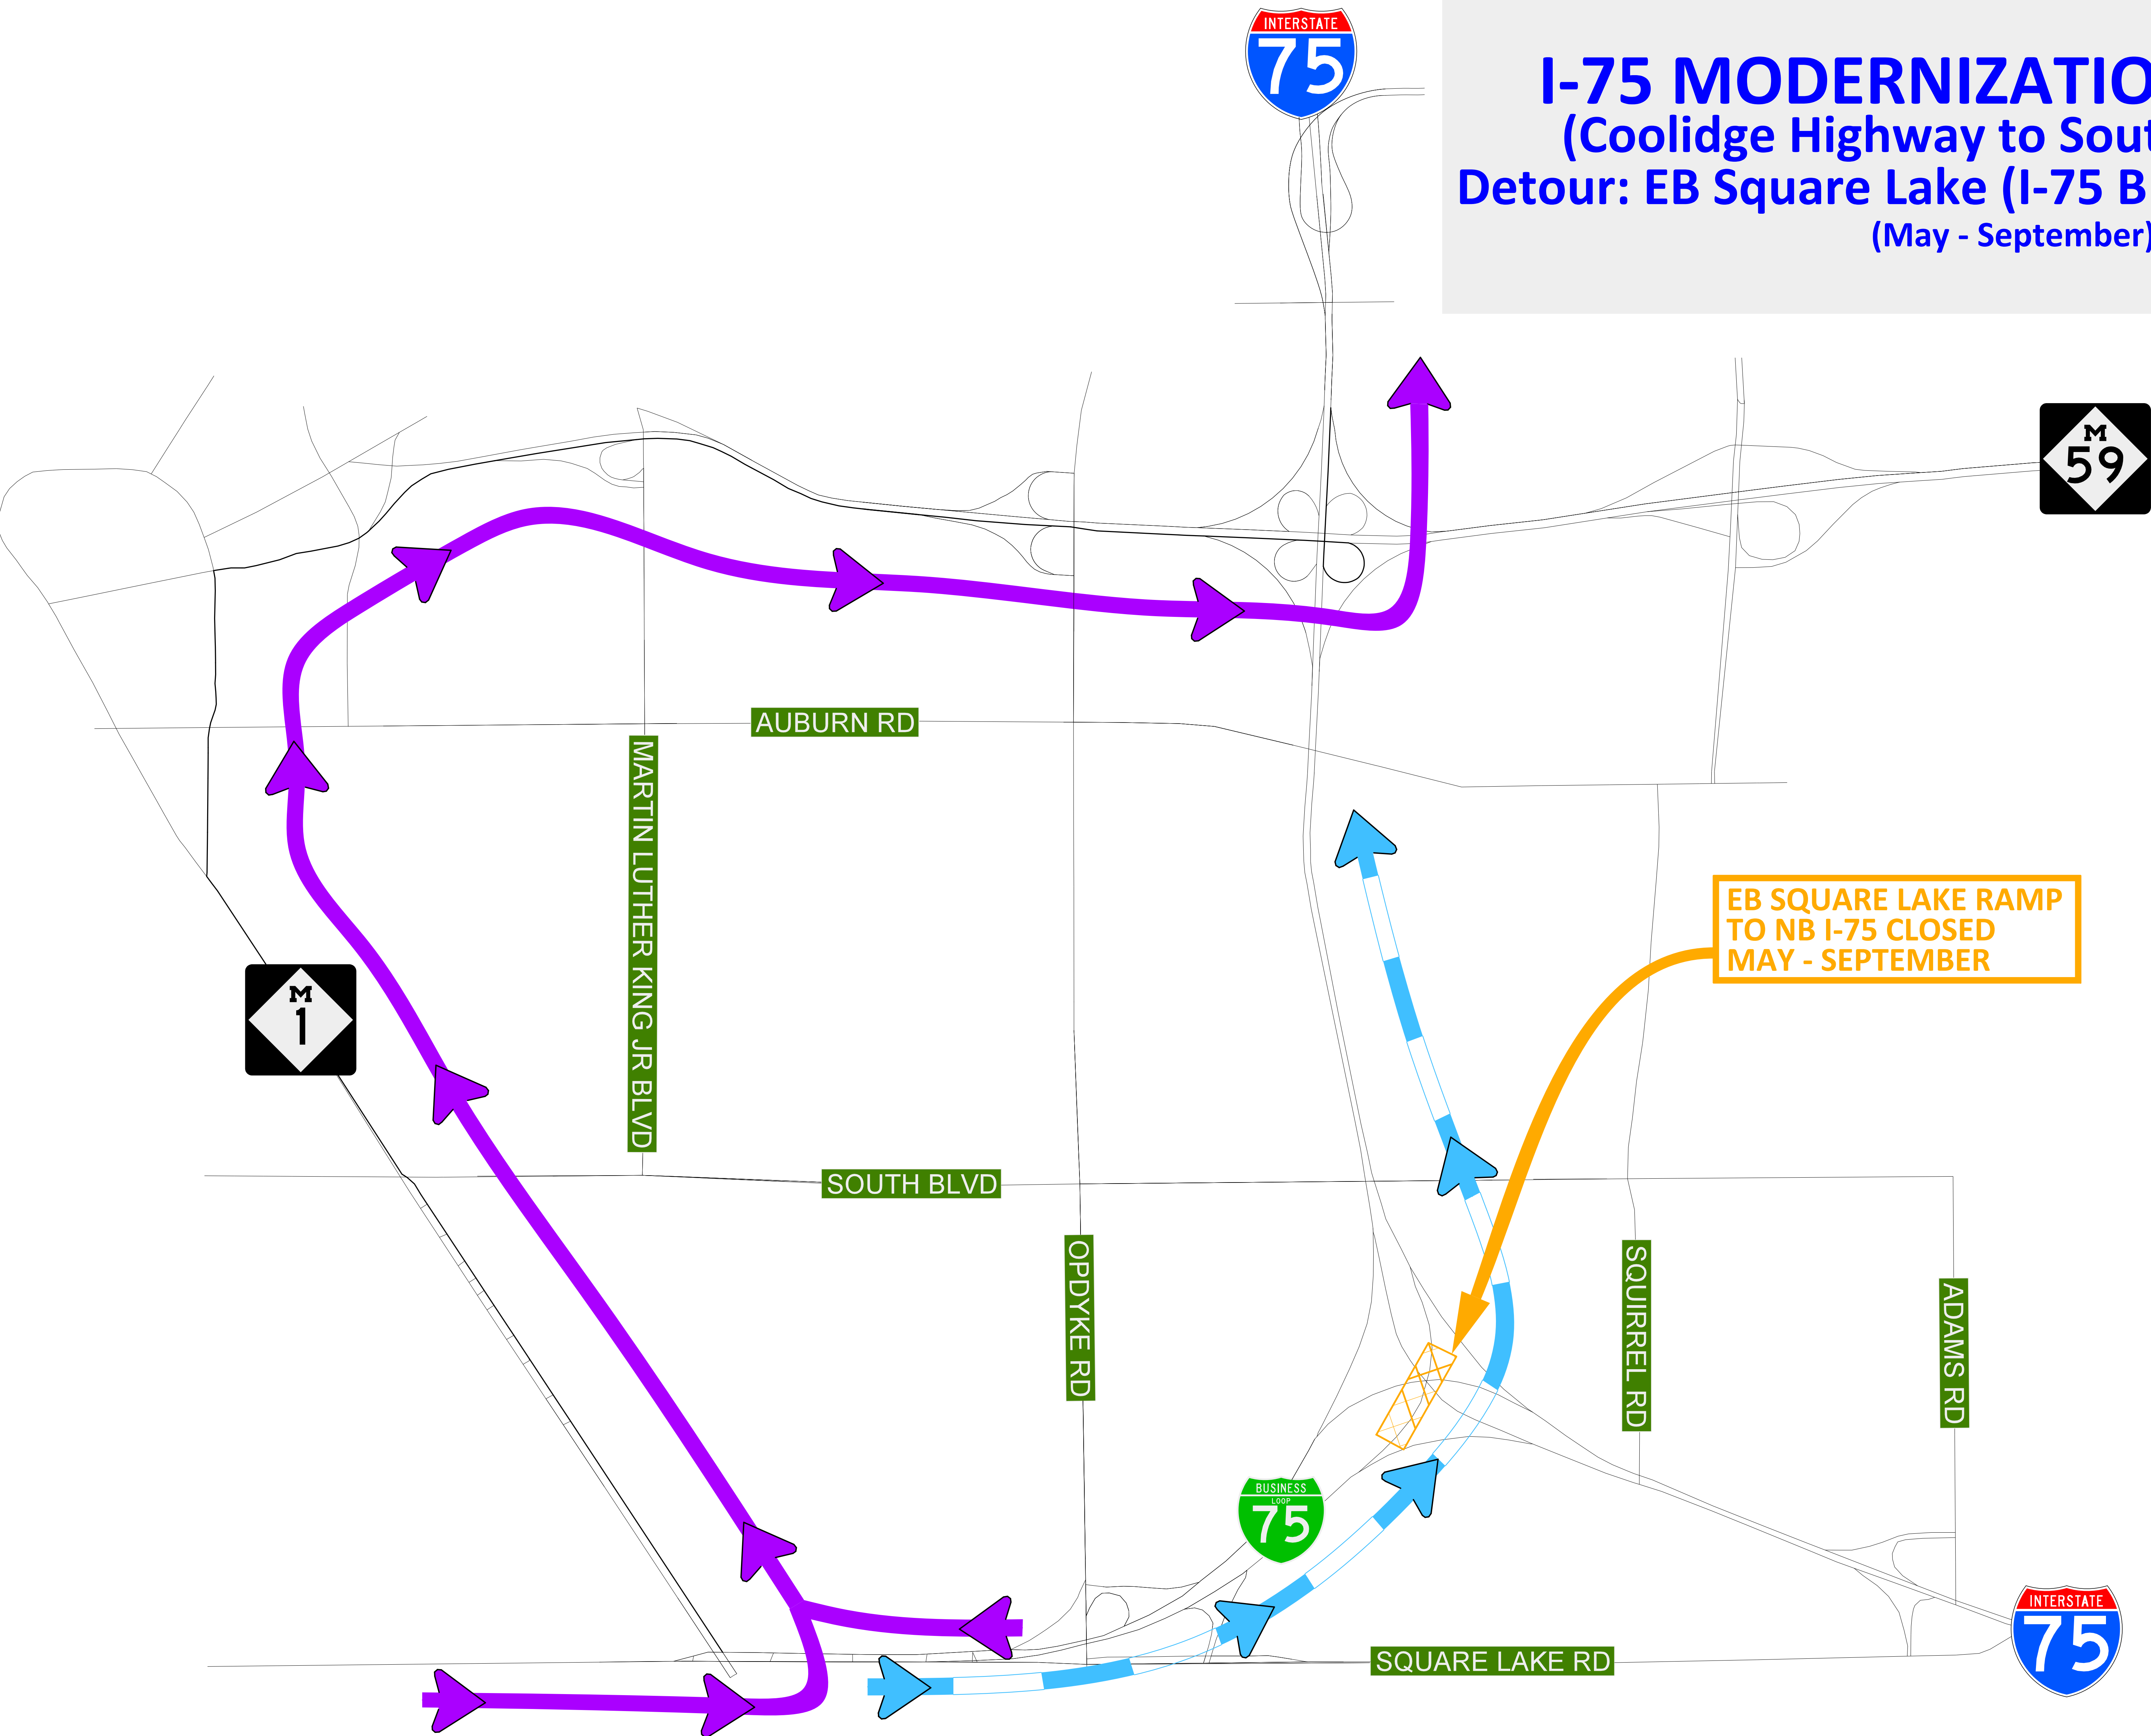 INTERSTATE
75
I-75 MODERNIZATIO
(Coolidge Highway to Sout
Detour: EB Square Lake (I-75 B
(May - September)
M
59
AUBURN RD
MARTIN LUTHER KING JR BLVD
EB SQUARE LAKE RAMP
TO NB I-75 CLOSED
MAY - SEPTEMBER
M
1
SOUTH BLVD
OPDYKE RD
SQUIRREL RD
ADAMS RD
BUSINESS
LOOP
75
INTERSTATE
75
SQUARE LAKE RD